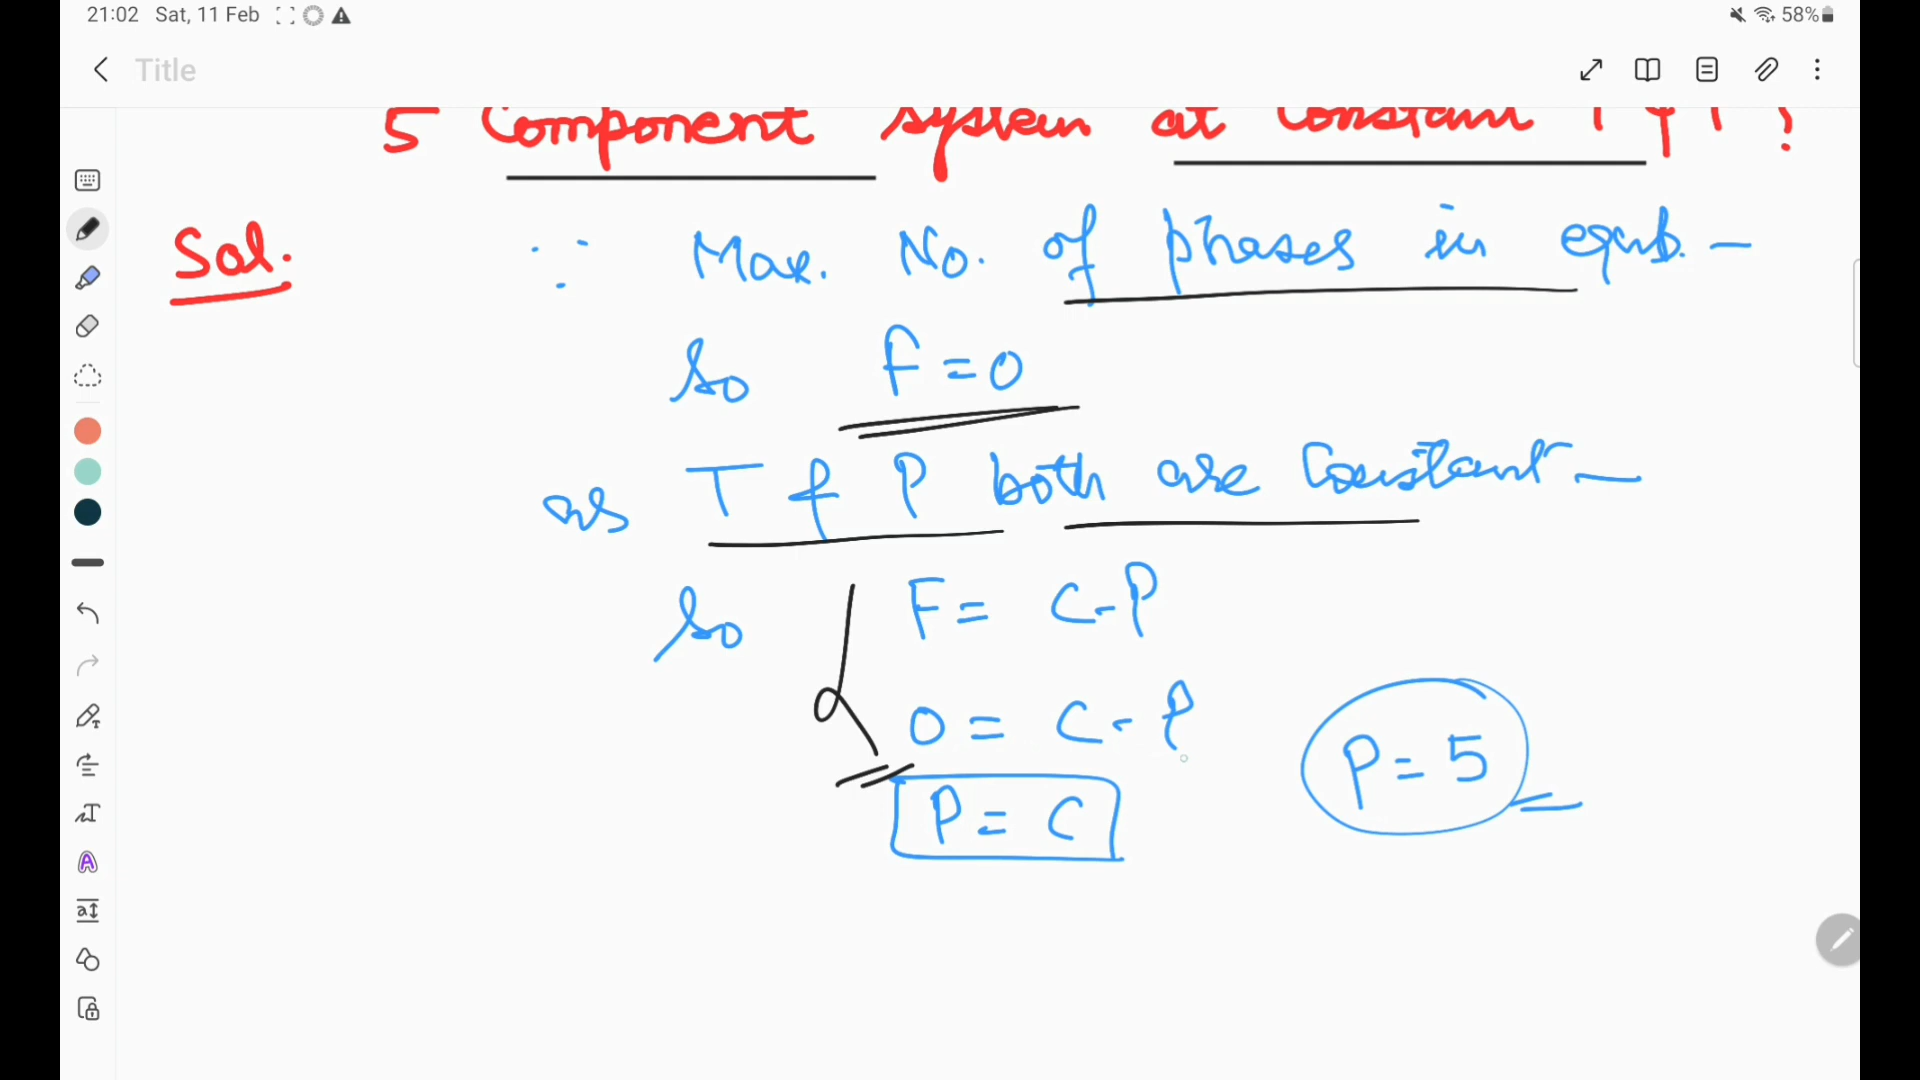 21:02 Sat, 11 Feb
58%
Title
5 Component system at constant T & P ?
Sol. ∵ Max. No. of phases in eqnb. —
So F = 0
as T & P both are Constant —
So F = C - P
0 = C - P
P = 5
P = C